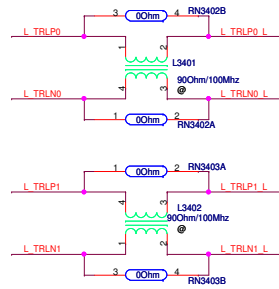 3 0Ohm 4 RN3402B
L_TRLP0 L_TRLP0_L
1 2
L3401
90Ohm/100Mhz
4 3 @
L_TRLN0 L_TRLN0_L
1 0Ohm 2
RN3402A
1 0Ohm 2 RN3403A
L_TRLP1 L_TRLP1_L
1 2
L3402
90Ohm/100Mhz
@
4 3
L_TRLN1 L_TRLN1_L
3 0Ohm 4
RN3403B